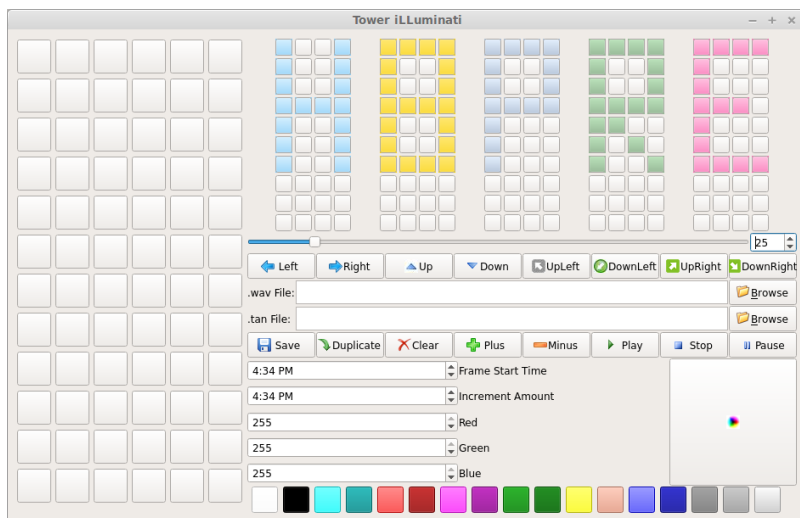 Tower iLLuminati
H B A R E
25
Left Right Up Down UpLeft DownLeft UpRight DownRight
.wav File: Browse
.tan File: Browse
Save Duplicate Clear Plus Minus Play Stop Pause
4:34 PM Frame Start Time
4:34 PM Increment Amount
255 Red
255 Green
255 Blue